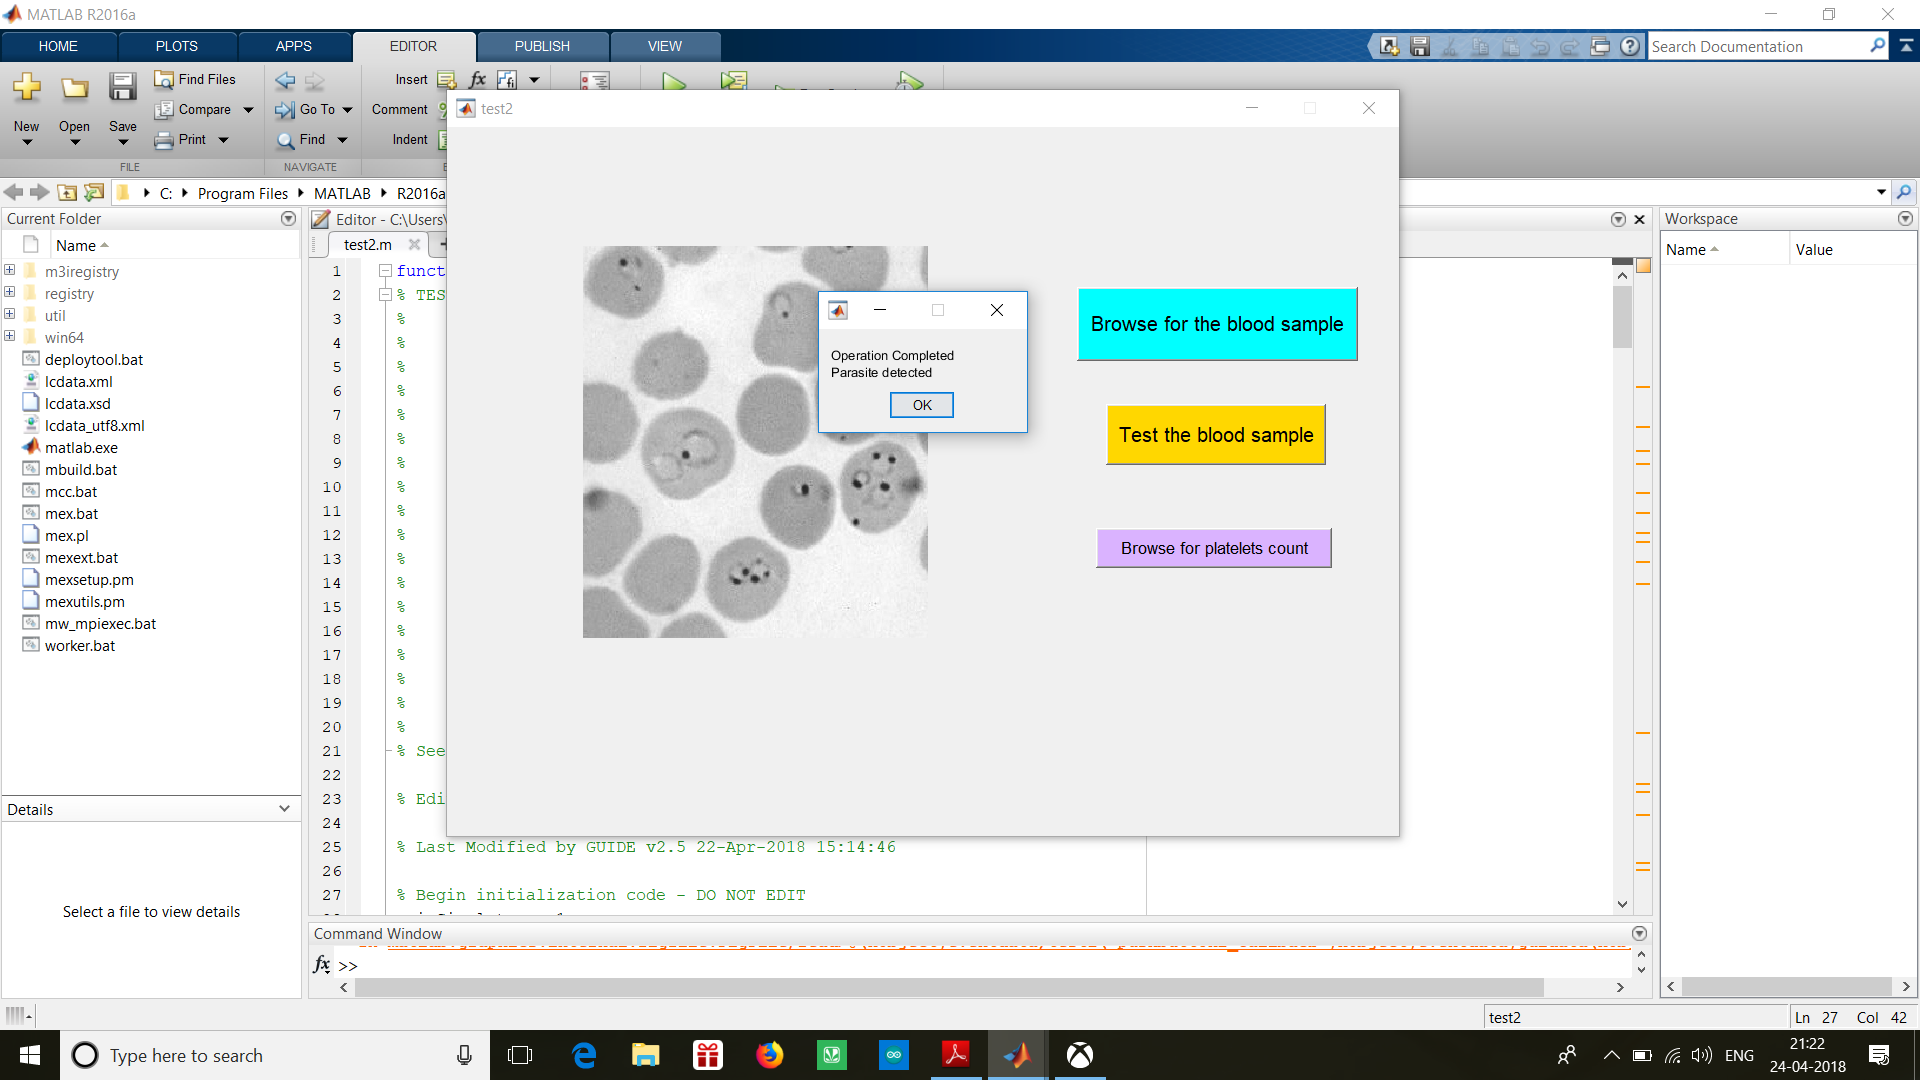 MATLAB R2016a
HOME
PLOTS
APPS
EDITOR
PUBLISH
VIEW
Search Documentation
New
Open
Save
Find Files
Compare
Print
FILE
Go To
Find
NAVIGATE
Insert
Comment
Indent
fx
test2
C:
Program Files
MATLAB
R2016a
Current Folder
Name
m3iregistry
registry
util
win64
deploytool.bat
lcdata.xml
lcdata.xsd
lcdata_utf8.xml
matlab.exe
mbuild.bat
mcc.bat
mex.bat
mex.pl
mexext.bat
mexsetup.pm
mexutils.pm
mw_mpiexec.bat
worker.bat
Details
Select a file to view details
Editor - C:\Users\
test2.m
1 funct
2 % TES
3 %
4 %
5 %
6 %
7 %
8 %
9 %
10 %
11 %
12 %
13 %
14 %
15 %
16 %
17 %
18 %
19 %
20 %
21 % See
22
23 % Edi
24
25 % Last Modified by GUIDE v2.5 22-Apr-2018 15:14:46
26
27 % Begin initialization code - DO NOT EDIT
Operation Completed
Parasite detected
OK
Browse for the blood sample
Test the blood sample
Browse for platelets count
Workspace
Name
Value
Command Window
fx >>
test2
Ln 27 Col 42
Type here to search
ENG
21:22
24-04-2018